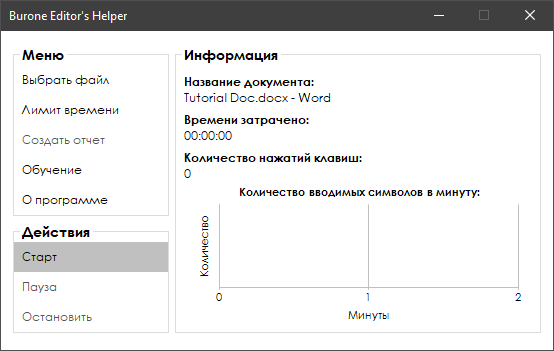 Burone Editor's Helper
Меню
Выбрать файл
Лимит времени
Создать отчет
Обучение
О программе
Действия
Старт
Пауза
Остановить
Информация
Название документа:
Tutorial Doc.docx - Word
Времени затрачено:
00:00:00
Количество нажатий клавиш:
0
Количество вводимых символов в минуту:
Количество
0 1 2
Минуты